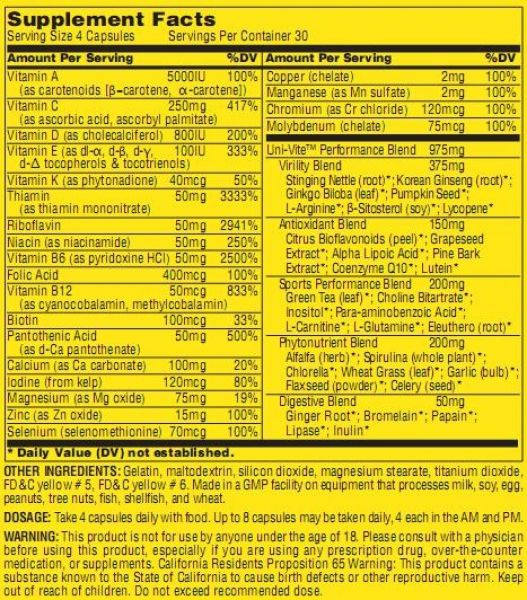 Supplement Facts
Serving Size 4 Capsules Servings Per Container 30
Amount Per Serving %DV
Vitamin A 5000IU 100%
(as carotenoids [β–carotene, α-carotene])
Vitamin C 250mg 417%
(as ascorbic acid, ascorbyl palmitate)
Vitamin D (as cholecalciferol) 800IU 200%
Vitamin E (as dl-α, d-β, d-γ, 100IU 333%
d-Δ tocopherols & tocotrienols)
Vitamin K (as phytonadione) 40mcg 50%
Thiamin 50mg 3333%
(as thiamin mononitrate)
Riboflavin 50mg 2941%
Niacin (as niacinamide) 50mg 250%
Vitamin B6 (as pyridoxine HCl) 50mg 2500%
Folic Acid 400mcg 100%
Vitamin B12 50mcg 833%
(as cyanocobalamin, methylcobalamin)
Biotin 100mcg 33%
Pantothenic Acid 50mg 500%
(as d-Ca pantothenate)
Calcium (as Ca carbonate) 100mg 20%
Iodine (from kelp) 120mcg 80%
Magnesium (as Mg oxide) 75mg 19%
Zinc (as Zn oxide) 15mg 100%
Selenium (selenomethionine) 70mcg 100%
* Daily Value (DV) not established.
Amount Per Serving %DV
Copper (chelate) 2mg 100%
Manganese (as Mn sulfate) 2mg 100%
Chromium (as Cr chloride) 120mcg 100%
Molybdenum (chelate) 75mcg 100%
Uni-Vite™ Performance Blend 975mg
Virility Blend 375mg
Stinging Nettle (root)*; Korean Ginseng (root)*;
Ginkgo Biloba (leaf)*; Pumpkin Seed*;
L-Arginine*; β-Sitosterol (soy)*; Lycopene*
Antioxidant Blend 150mg
Citrus Bioflavonoids (peel)*; Grapeseed
Extract*; Alpha Lipoic Acid*; Pine Bark
Extract*; Coenzyme Q10*; Lutein*
Sports Performance Blend 200mg
Green Tea (leaf)*; Choline Bitartrate*;
Inositol*; Para-aminobenzoic Acid*;
L-Carnitine*; L-Glutamine*; Eleuthero (root)*
Phytonutrient Blend 200mg
Alfalfa (herb)*; Spirulina (whole plant)*;
Chlorella*; Wheat Grass (leaf)*; Garlic (bulb)*;
Flaxseed (powder)*; Celery (seed)*
Digestive Blend 50mg
Ginger Root*; Bromelain*; Papain*;
Lipase*; Inulin*
OTHER INGREDIENTS: Gelatin, maltodextrin, silicon dioxide, magnesium stearate, titanium dioxide,
FD&C yellow # 5, FD&C yellow # 6. Made in a GMP facility on equipment that processes milk, soy, egg,
peanuts, tree nuts, fish, shellfish, and wheat.
DOSAGE: Take 4 capsules daily with food. Up to 8 capsules may be taken daily, 4 each in the AM and PM.
WARNING: This product is not for use by anyone under the age of 18. Please consult with a physician
before using this product, especially if you are using any prescription drug, over-the-counter
medication, or supplements. California Residents Proposition 65 Warning: This product contains a
substance known to the State of California to cause birth defects or other reproductive harm. Keep
out of reach of children. Do not exceed recommended dose.